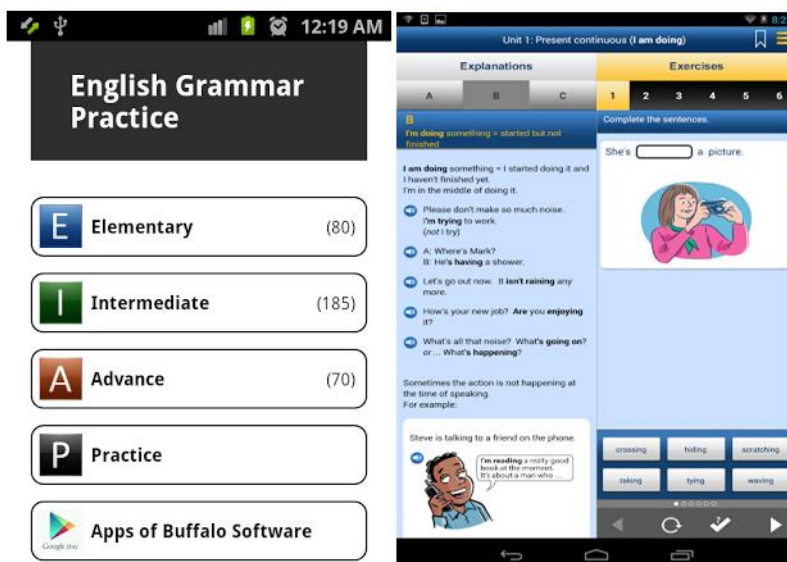 12:19 AM
English Grammar
Practice
E Elementary (80)
I Intermediate (185)
A Advance (70)
P Practice
Google play
Apps of Buffalo Software
Unit 1: Present continuous (I am doing)
Explanations
A B C
B
I'm doing something = started but not
finished
I am doing something = I started doing it and
I haven't finished yet.
I'm in the middle of doing it.
Please don't make so much noise.
I'm trying to work.
(not I try)
A: Where's Mark?
B: He's having a shower.
Let's go out now. It isn't raining any
more.
How's your new job? Are you enjoying
it?
What's all that noise? What's going on?
or ... What's happening?
Sometimes the action is not happening at
the time of speaking.
For example:
Steve is talking to a friend on the phone.
I'm reading a really good
book at the moment.
It's about a man who ...
Exercises
1 2 3 4 5 6
Complete the sentences.
She's a picture.
crossing hiding scratching
taking tying waving